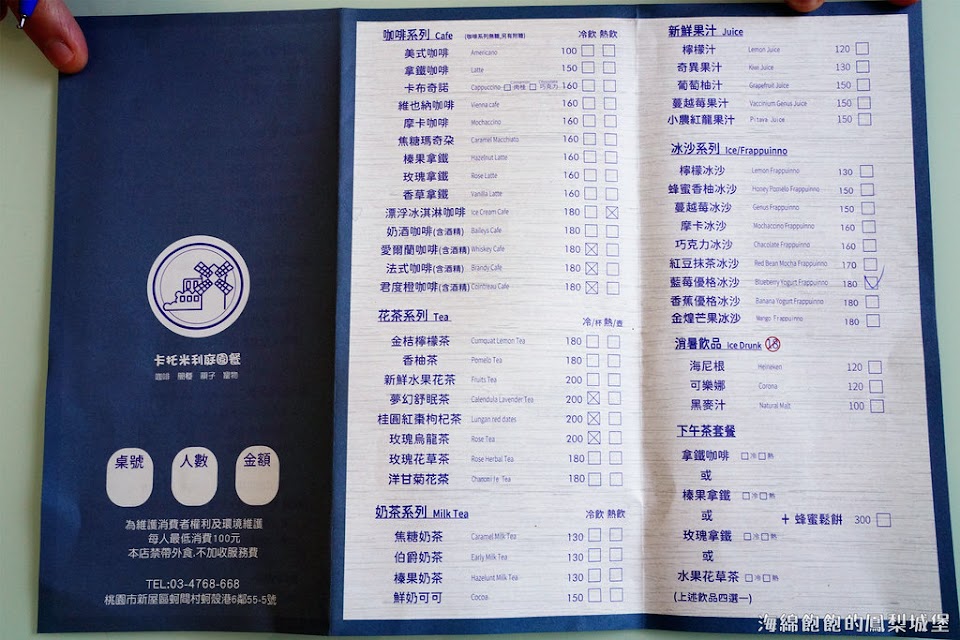 卡托米利庭園餐
咖啡 簡餐 親子 寵物
桌號 人數 金額
為維護消費者權利及環境維護
每人最低消費100元
本店禁帶外食.不加收服務費
TEL:03-4768-668
桃園市新屋區蚵間村蚵殼港6鄰55-5號
咖啡系列 Cafe (咖啡系列無糖,可有附糖) 冷飲 熱飲
美式咖啡 Americano 100
拿鐵咖啡 Latte 150
卡布奇諾 Cappuccino 肉桂 巧克力 160
維也納咖啡 Vienna cafe 160
摩卡咖啡 Mochaccino 160
焦糖瑪奇朵 Caramel Macchiato 160
榛果拿鐵 Hazelnut Latte 160
玫瑰拿鐵 Rose Latte 160
香草拿鐵 Vanilla Latte 160
漂浮冰淇淋咖啡 Ice Cream Cafe 180
奶酒咖啡(含酒精) Baileys Cafe 180
愛爾蘭咖啡(含酒精) Whiskey Cafe 180
法式咖啡(含酒精) Brandy Cafe 180
君度橙咖啡(含酒精) Cointreau Cafe 180
花茶系列 Tea 冷/杯 熱/壺
金桔檸檬茶 Cumquat Lemon Tea 180
香柚茶 Pomelo Tea 180
新鮮水果花茶 Fruits Tea 200
夢幻舒眠茶 Calendula Lavender Tea 200
桂圓紅棗枸杞茶 Lungan red dates 200
玫瑰烏龍茶 Rose Tea 200
玫瑰花草茶 Rose Herbal Tea 180
洋甘菊花茶 180
奶茶系列 Milk Tea 冷飲 熱飲
焦糖奶茶 Caramel Milk Tea 130
伯爵奶茶 Early Milk Tea 130
榛果奶茶 Hazelunt Milk Tea 130
鮮奶可可 Cocoa 150
新鮮果汁 Juice
檸檬汁 Lemon Juice 120
奇異果汁 Kiwi Juice 130
葡萄柚汁 Grapefruit Juice 150
蔓越莓果汁 Vaccinium Genus Juice 150
小農紅龍果汁 Pitaya Juice 150
冰沙系列 Ice/Frappuinno
檸檬冰沙 Lemon Frappuinno 130
蜂蜜香柚冰沙 Honey Pomelo Frappuinno 150
蔓越莓冰沙 Genus Frappuinno 150
摩卡冰沙 Mochaccino Frappuinno 160
巧克力冰沙 Chacolate Frappuinno 160
紅豆抹茶冰沙 Red Bean Mocha Frappuinno 170
藍莓優格冰沙 Blueberry Yogurt Frappuinno 180
香蕉優格冰沙 Banana Yogurt Frappuinno 180
金煌芒果冰沙 Mango Frappuinno 180
消暑飲品 Ice Drunk 18
海尼根 Heineken 120
可樂娜 Corona 120
黑麥汁 Natural Malt 100
下午茶套餐
拿鐵咖啡 冷 熱
或
榛果拿鐵 冷 熱
或 + 蜂蜜鬆餅 300
玫瑰拿鐵 冷 熱
或
水果花草茶 冷 熱
(上述飲品四選一)
海綿飽飽的鳳梨城堡